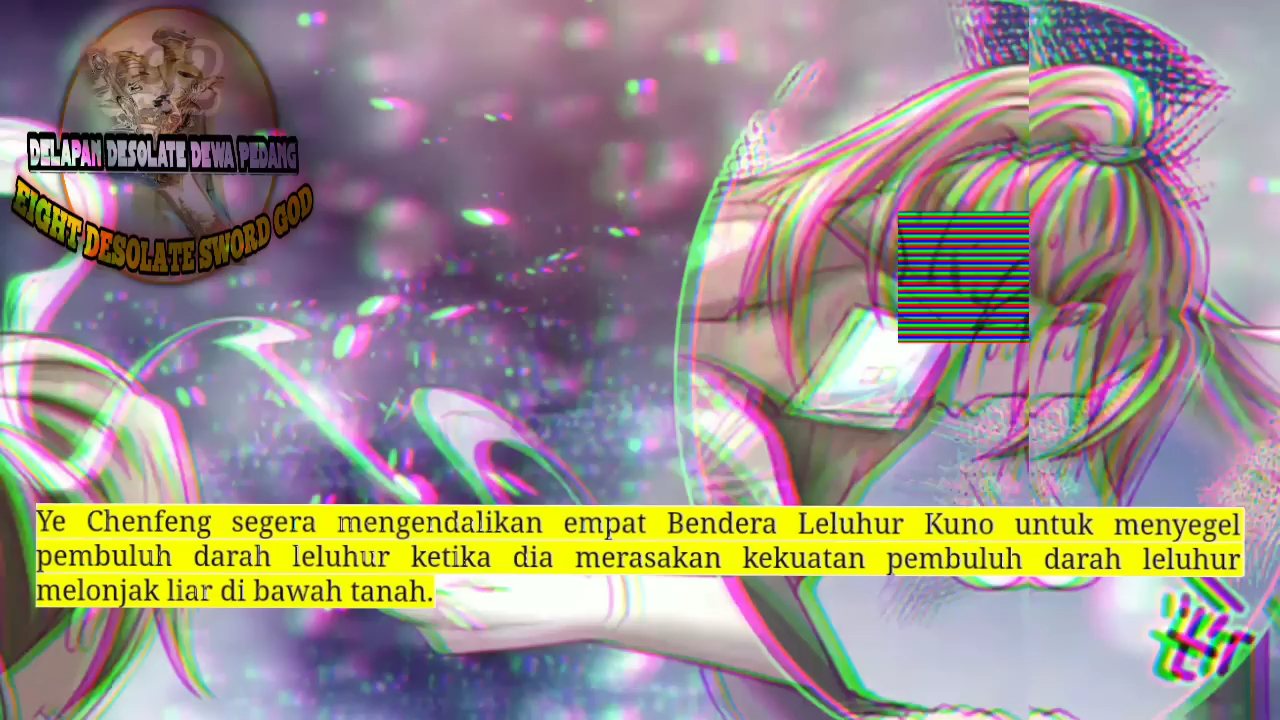 DELAPAN DESOLATE DEWA PEDANG
EIGHT DESOLATE SWORD GOD
Ye Chenfeng segera mengendalikan empat Bendera Leluhur Kuno untuk menyegel
pembuluh darah leluhur ketika dia merasakan kekuatan pembuluh darah leluhur
melonjak liar di bawah tanah.